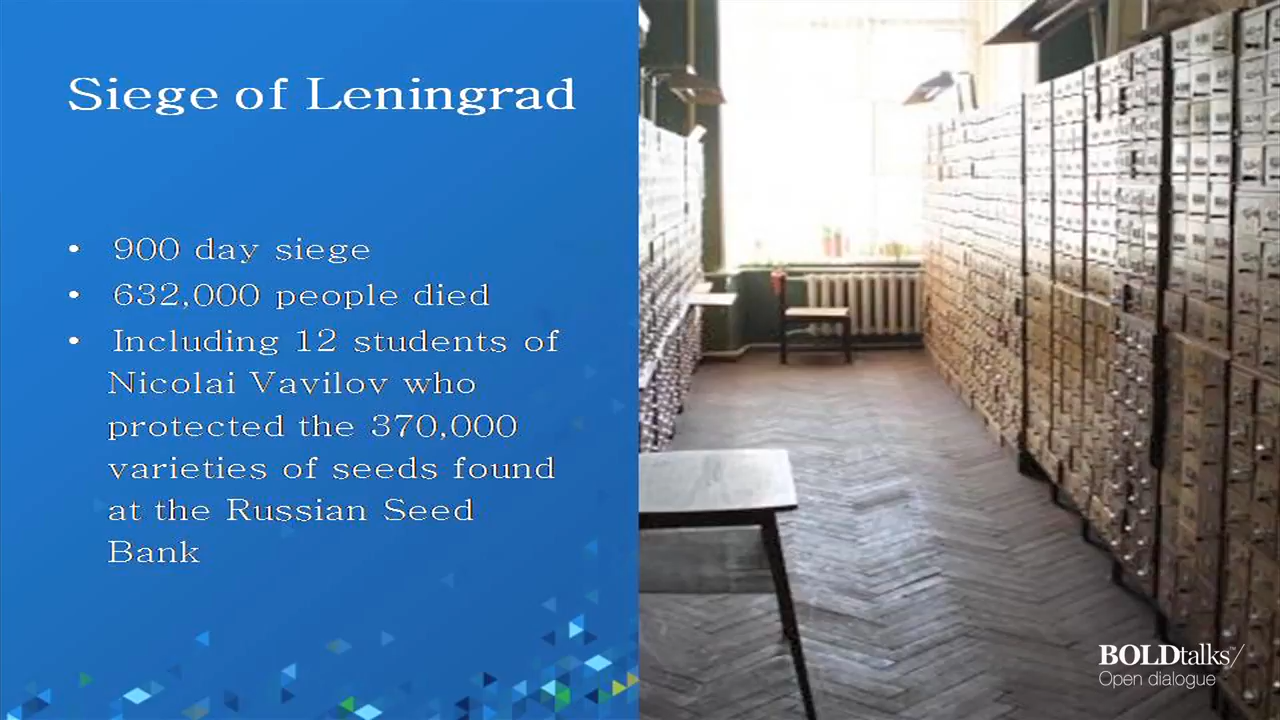 Siege of Leningrad
• 900 day siege
• 632,000 people died
• Including 12 students of
Nicolai Vavilov who
protected the 370,000
varieties of seeds found
at the Russian Seed
Bank
BOLDtalks/
Open dialogue